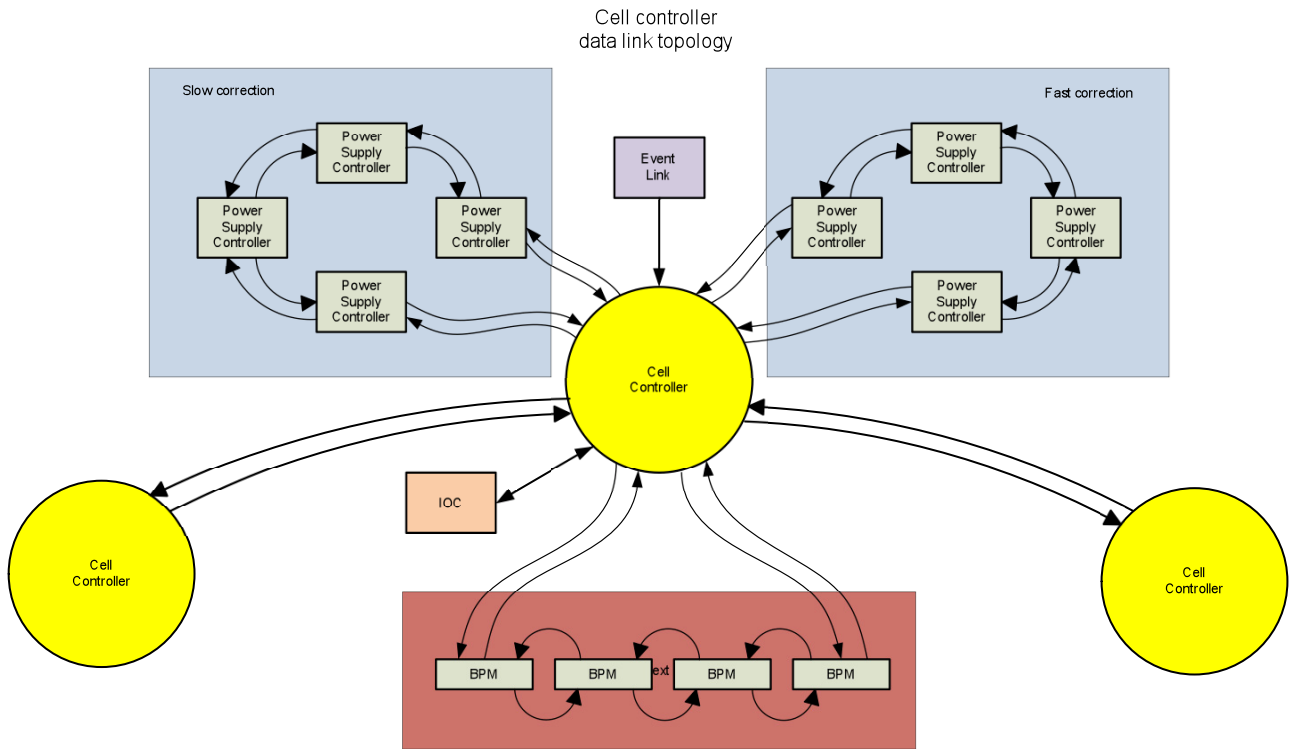 Cell controller
data link topology
Slow correction
Fast correction
Power
Supply
Controller
Power
Supply
Controller
Power
Supply
Controller
Power
Supply
Controller
Event
Link
Power
Supply
Controller
Power
Supply
Controller
Power
Supply
Controller
Power
Supply
Controller
Cell
Controller
IOC
Cell
Controller
Cell
Controller
BPM
BPM
ext
BPM
BPM